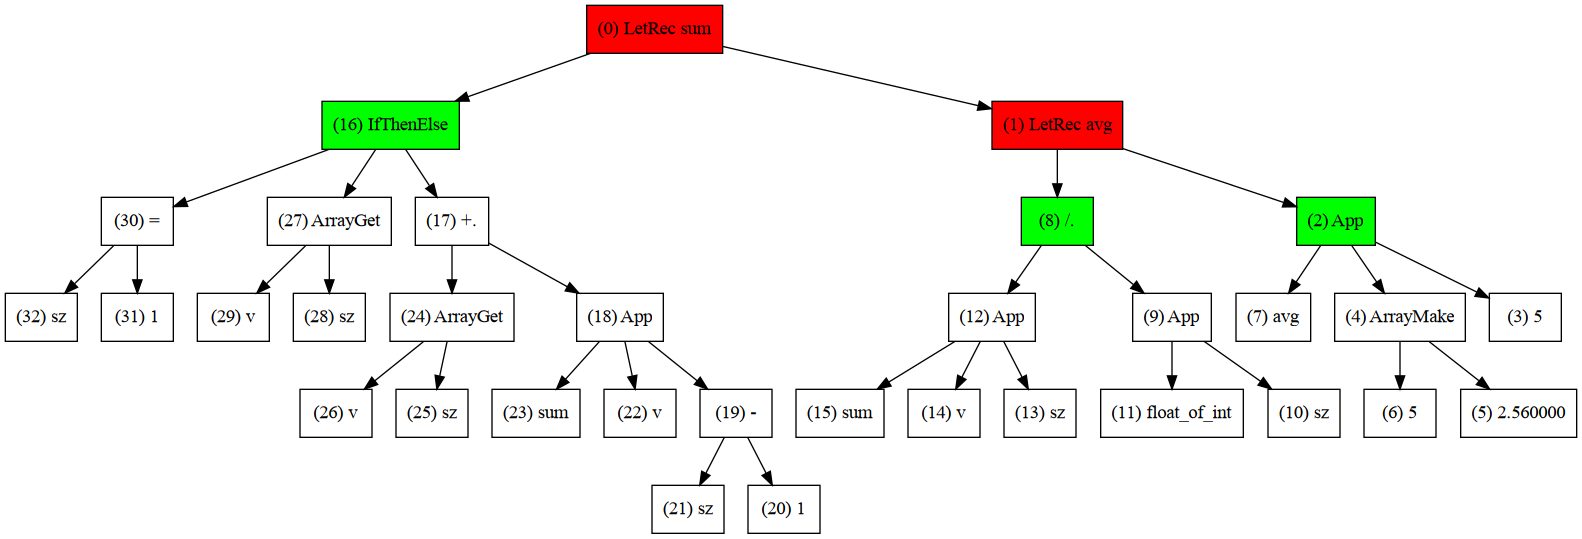 (0) LetRec sum
(16) IfThenElse
(1) LetRec avg
(30) =
(27) ArrayGet
(17) +.
(8) /.
(2) App
(32) sz
(31) 1
(29) v
(28) sz
(24) ArrayGet
(18) App
(12) App
(9) App
(7) avg
(4) ArrayMake
(3) 5
(26) v
(25) sz
(23) sum
(22) v
(19) -
(15) sum
(14) v
(13) sz
(11) float_of_int
(10) sz
(6) 5
(5) 2.560000
(21) sz
(20) 1